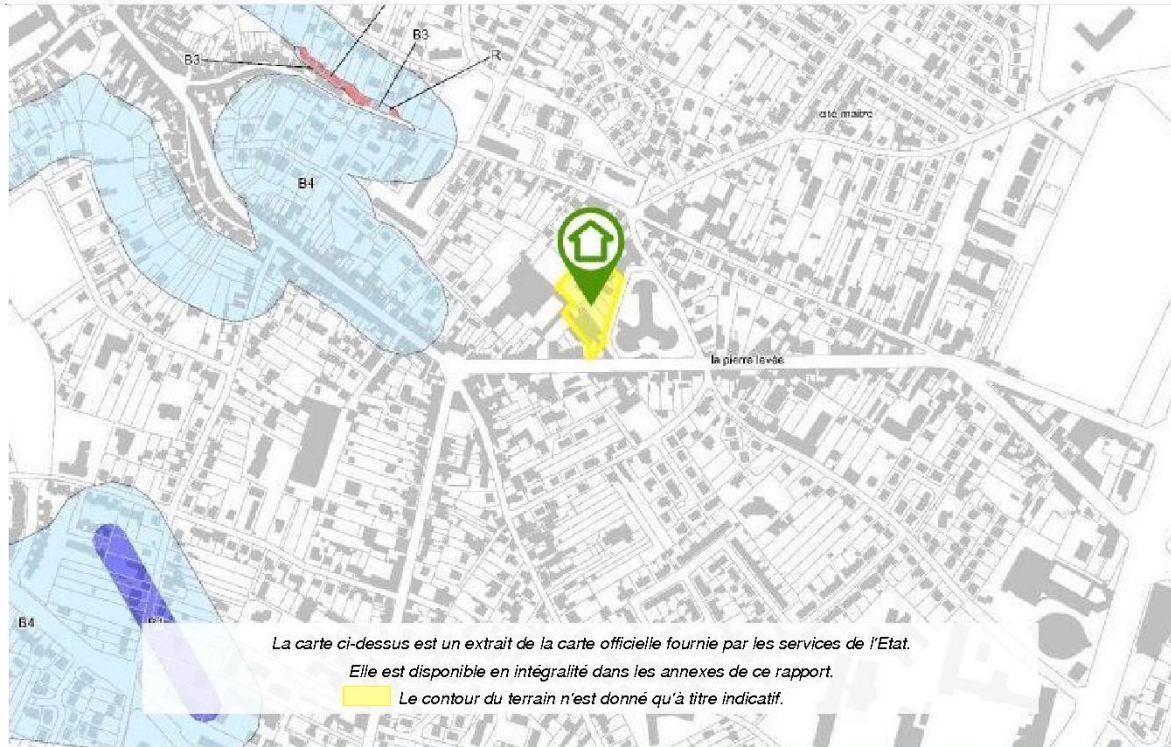 B3
B3
R
cité maitre
B4
la pierre levée
B4
B1
La carte ci-dessus est un extrait de la carte officielle fournie par les services de l'Etat.
Elle est disponible en intégralité dans les annexes de ce rapport.
Le contour du terrain n'est donné qu'à titre indicatif.